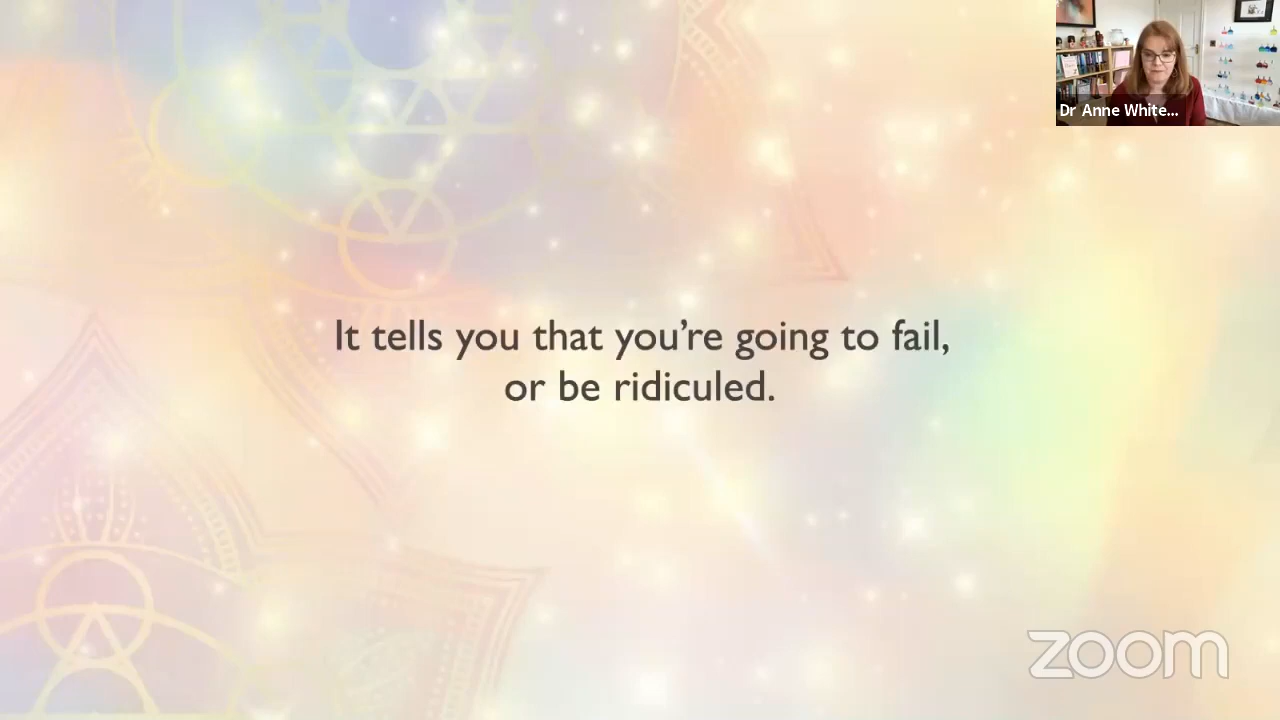 Dr Anne White...
It tells you that you're going to fail,
or be ridiculed.
zoom